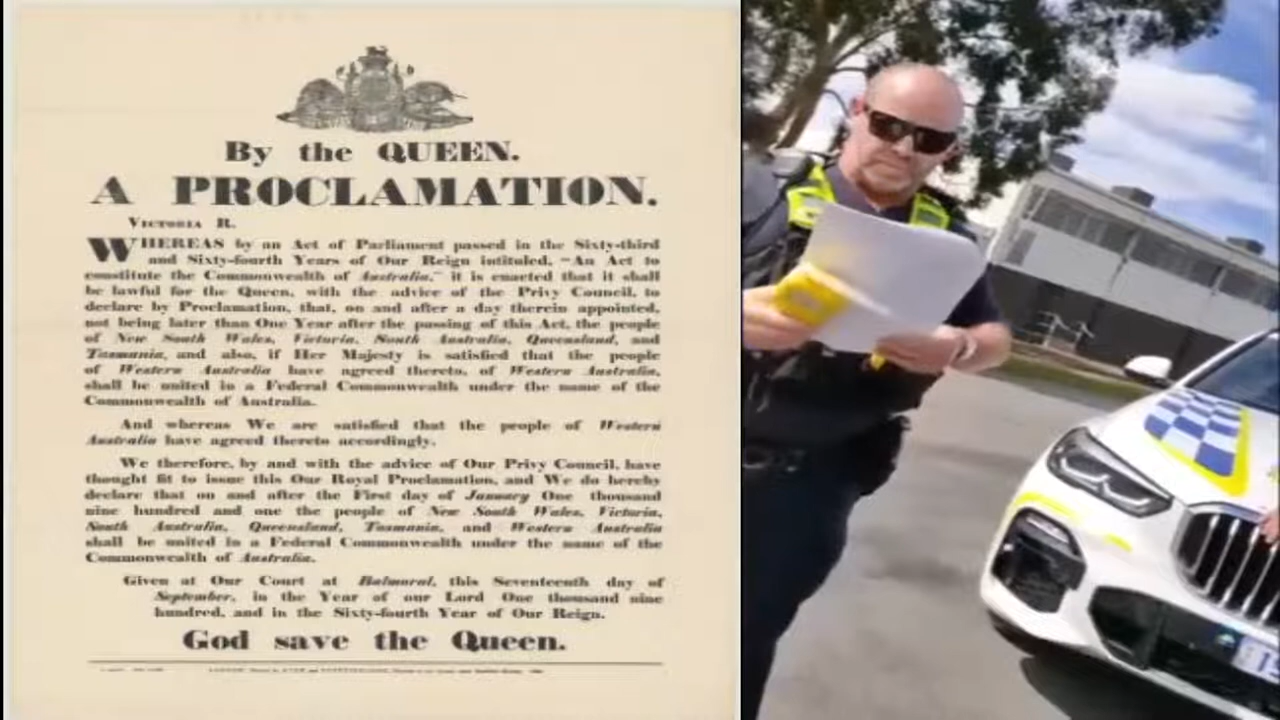 By the QUEEN.
A PROCLAMATION.
VICTORIA R.
WHEREAS by an Act of Parliament passed in the Sixty-third
and Sixty-fourth Years of Our Reign intituled, "An Act to
constitute the Commonwealth of Australia," it is enacted that it shall
be lawful for the Queen, with the advice of the Privy Council, to
declare by Proclamation, that, on and after a day therein appointed,
not being later than One Year after the passing of this Act, the people
of New South Wales, Victoria, South Australia, Queensland, and
Tasmania, and also, if Her Majesty is satisfied that the people
of Western Australia have agreed thereto, of Western Australia,
shall be united in a Federal Commonwealth under the name of the
Commonwealth of Australia.
And whereas We are satisfied that the people of Western
Australia have agreed thereto accordingly.
We therefore, by and with the advice of Our Privy Council, have
thought fit to issue this Our Royal Proclamation, and We do hereby
declare that on and after the First day of January One thousand
nine hundred and one the people of New South Wales, Victoria,
South Australia, Queensland, Tasmania, and Western Australia
shall be united in a Federal Commonwealth under the name of the
Commonwealth of Australia.
Given at Our Court at Balmoral, this Seventeenth day of
September, in the Year of our Lord One thousand nine
hundred, and in the Sixty-fourth Year of Our Reign.
God save the Queen.